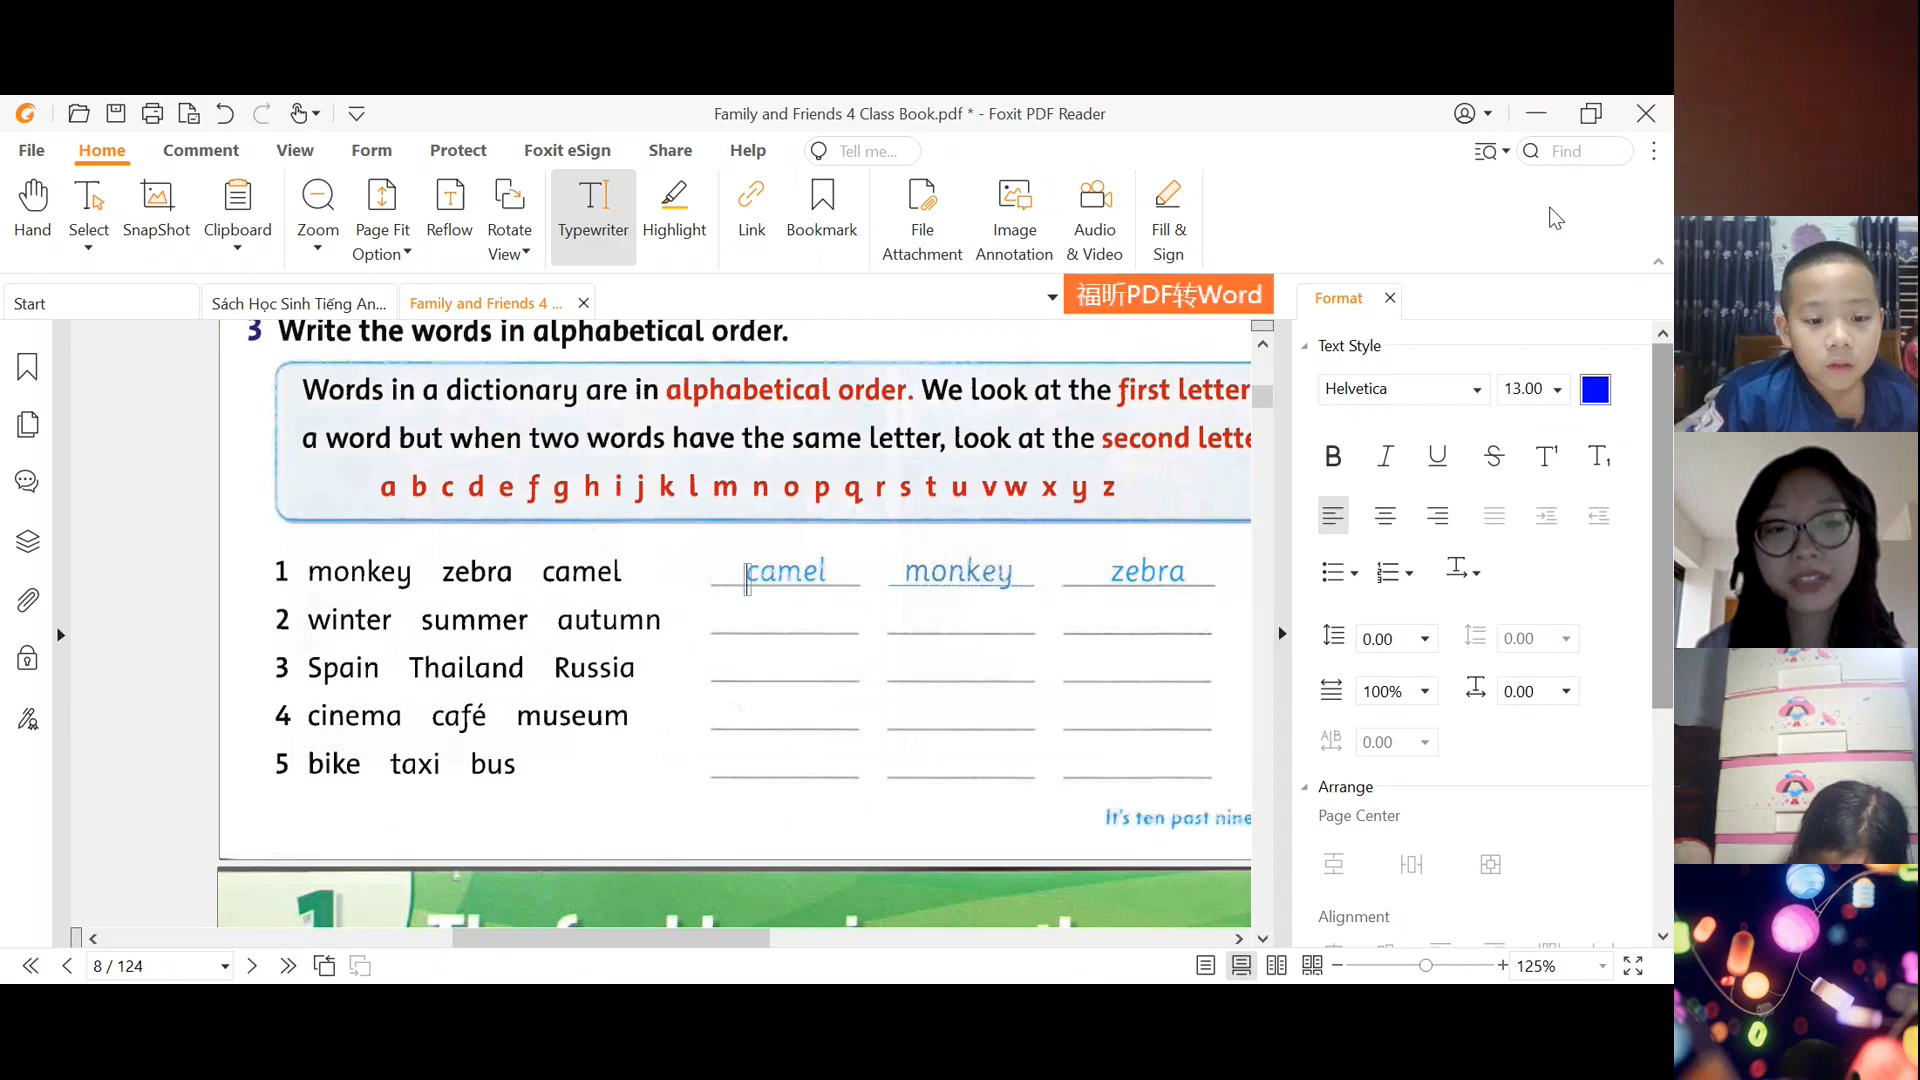 Family and Friends 4 Class Book.pdf * - Foxit PDF Reader
File Home Comment View Form Protect Foxit eSign Share Help Tell me... Find
Hand Select SnapShot Clipboard Zoom Page Fit Option Reflow Rotate View Typewriter Highlight Link Bookmark File Attachment Image Annotation Audio & Video Fill & Sign
Start Sách Học Sinh Tiếng An... Family and Friends 4 ... 福昕PDF转Word Format
3 Write the words in alphabetical order.
Words in a dictionary are in alphabetical order. We look at the first letter
a word but when two words have the same letter, look at the second lette
a b c d e f g h i j k l m n o p q r s t u v w x y z
1 monkey zebra camel camel monkey zebra
2 winter summer autumn
3 Spain Thailand Russia
4 cinema café museum
5 bike taxi bus
It's ten past nine
1
Text Style
Helvetica 13.00
B I U S T¹ T₁
0.00 0.00
100% 0.00
A|B 0.00
Arrange
Page Center
Alignment
8 / 124 125%